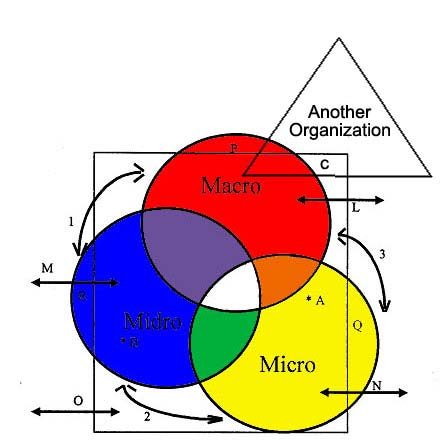 Another
Organization
P
C
Macro
L
1
3
M
Midro
* A
Q
Micro
N
O
2